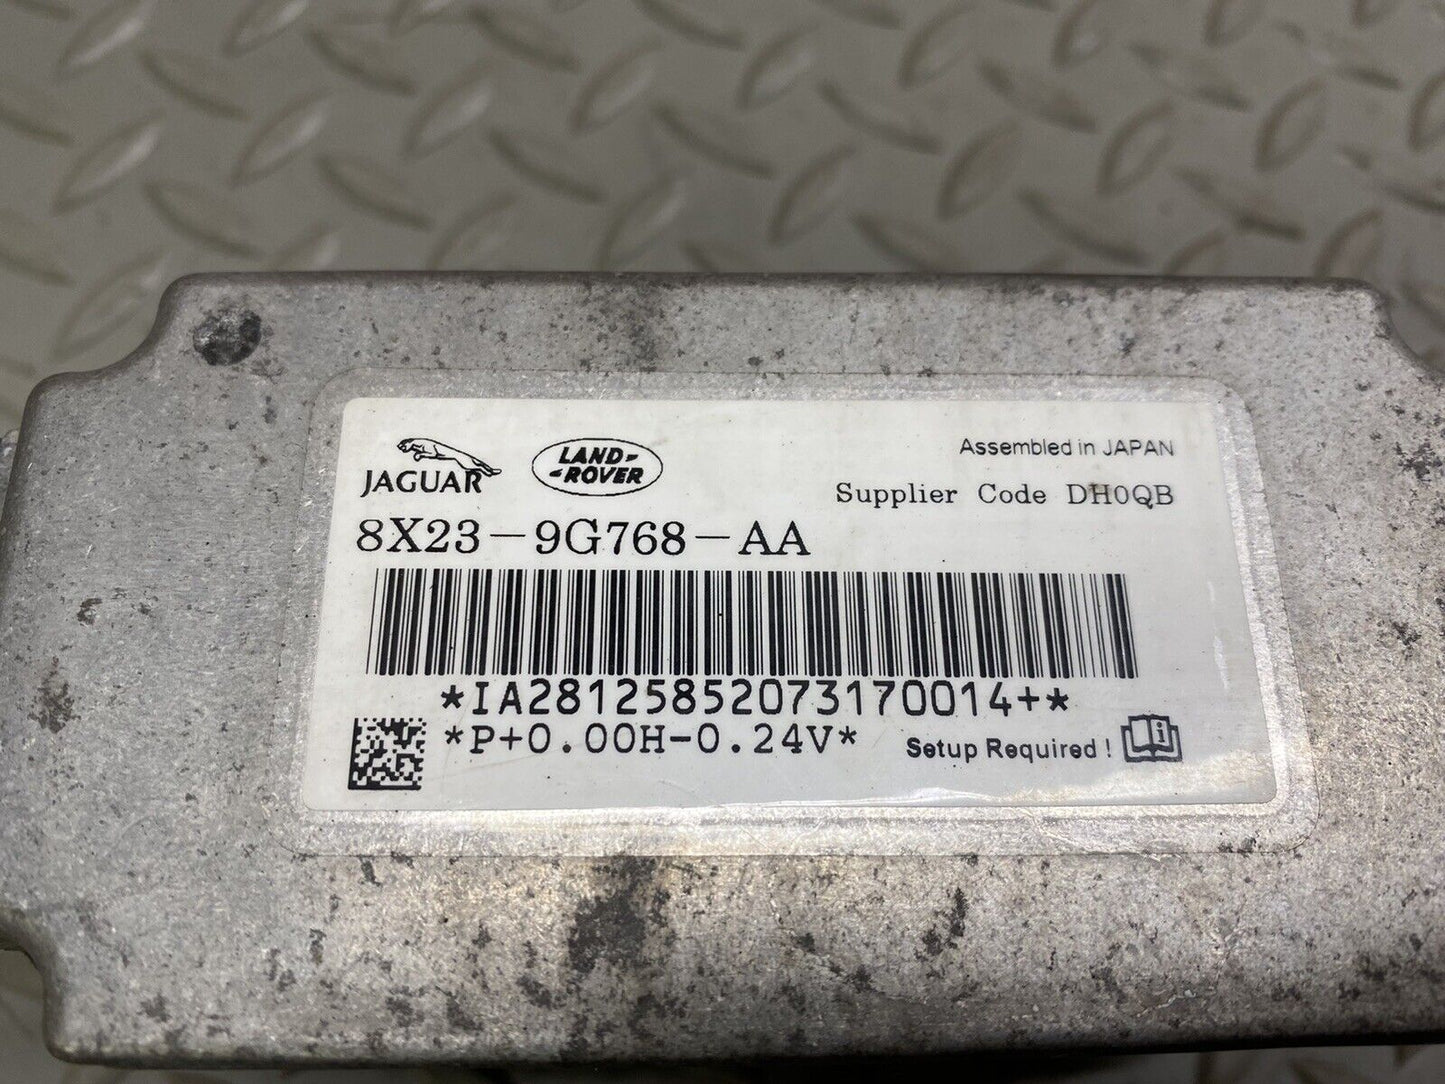 JAGUAR
LAND-
-ROVER
Assembled in JAPAN
Supplier Code DH0QB
8X23-9G768-AA
*IA28125852073170014+*
*P+0.00H-0.24V*
Setup Required !
i